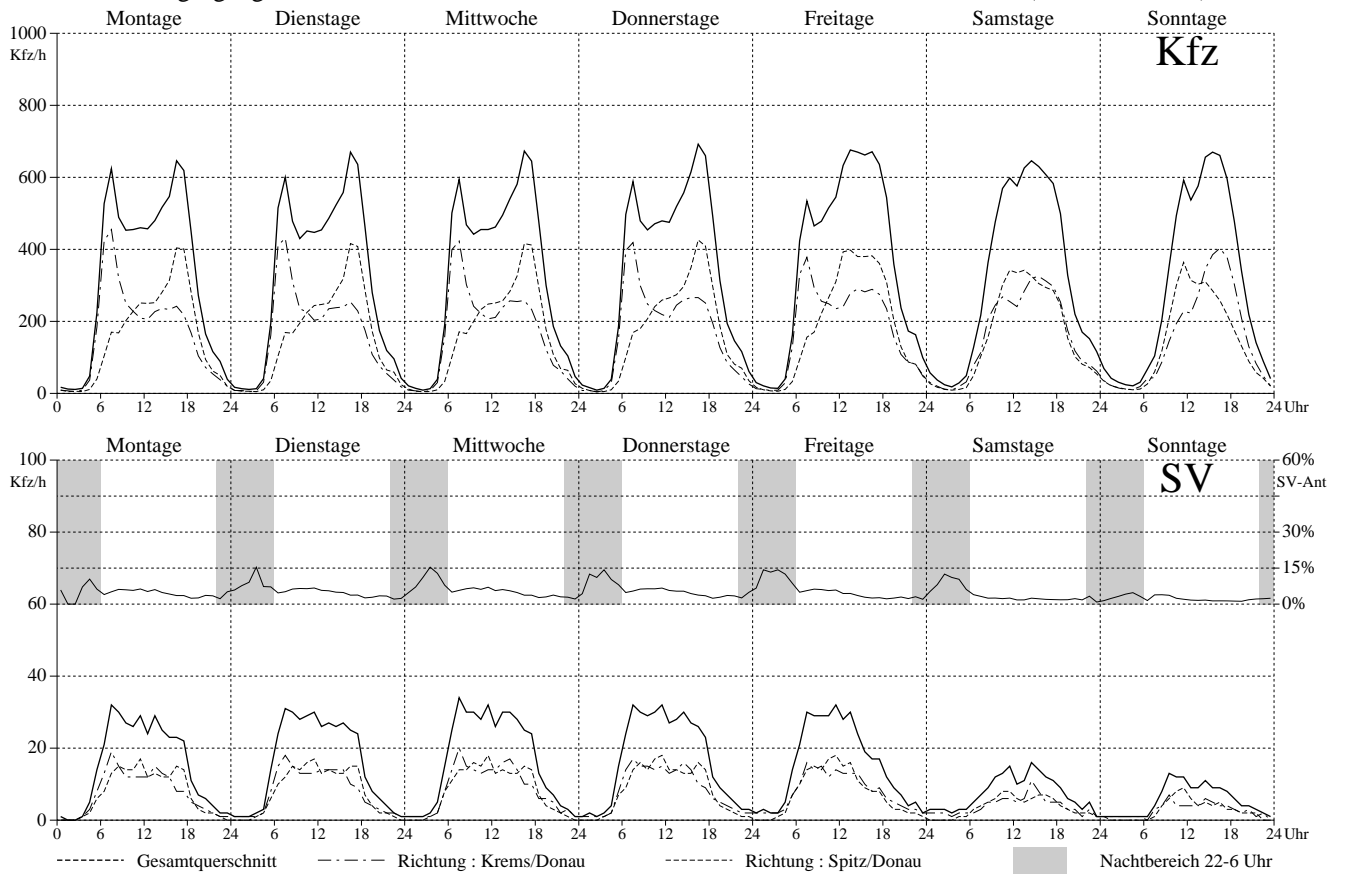 Montage Dienstage Mittwoche Donnerstage Freitage Samstage Sonntage
1000
Kfz/h
Kfz
800
600
400
200
0
0 6 12 18 24 6 12 18 24 6 12 18 24 6 12 18 24 6 12 18 24 6 12 18 24 6 12 18 24 Uhr
Montage Dienstage Mittwoche Donnerstage Freitage Samstage Sonntage
100 60%
Kfz/h SV-Ant
SV
80 30%
15%
60 0%
40
20
0
0 6 12 18 24 6 12 18 24 6 12 18 24 6 12 18 24 6 12 18 24 6 12 18 24 6 12 18 24 Uhr
Gesamtquerschnitt Richtung : Krems/Donau Richtung : Spitz/Donau Nachtbereich 22-6 Uhr